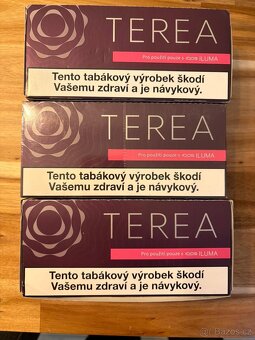 TEREA
Pro použití pouze s IQOS ILUMA
Tento tabákový výrobek škodí
Vašemu zdraví a je návykový.
TEREA
Pro použití pouze s IQOS ILUMA
Tento tabákový výrobek škodí
Vašemu zdraví a je návykový.
TEREA
Pro použití pouze s IQOS ILUMA
Tento tabákový výrobek škodí
Vašemu zdraví a je návykový.